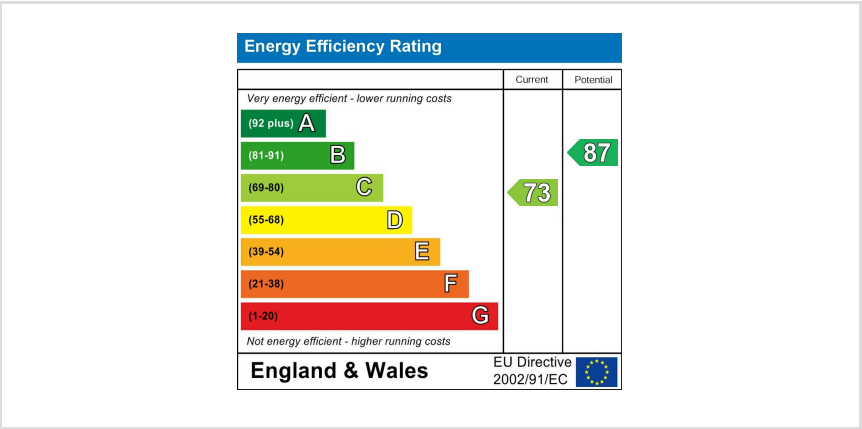 Energy Efficiency Rating
Current Potential
Very energy efficient - lower running costs
(92 plus) A
(81-91) B
87
(69-80) C
73
(55-68) D
(39-54) E
(21-38) F
(1-20) G
Not energy efficient - higher running costs
England & Wales
EU Directive
2002/91/EC